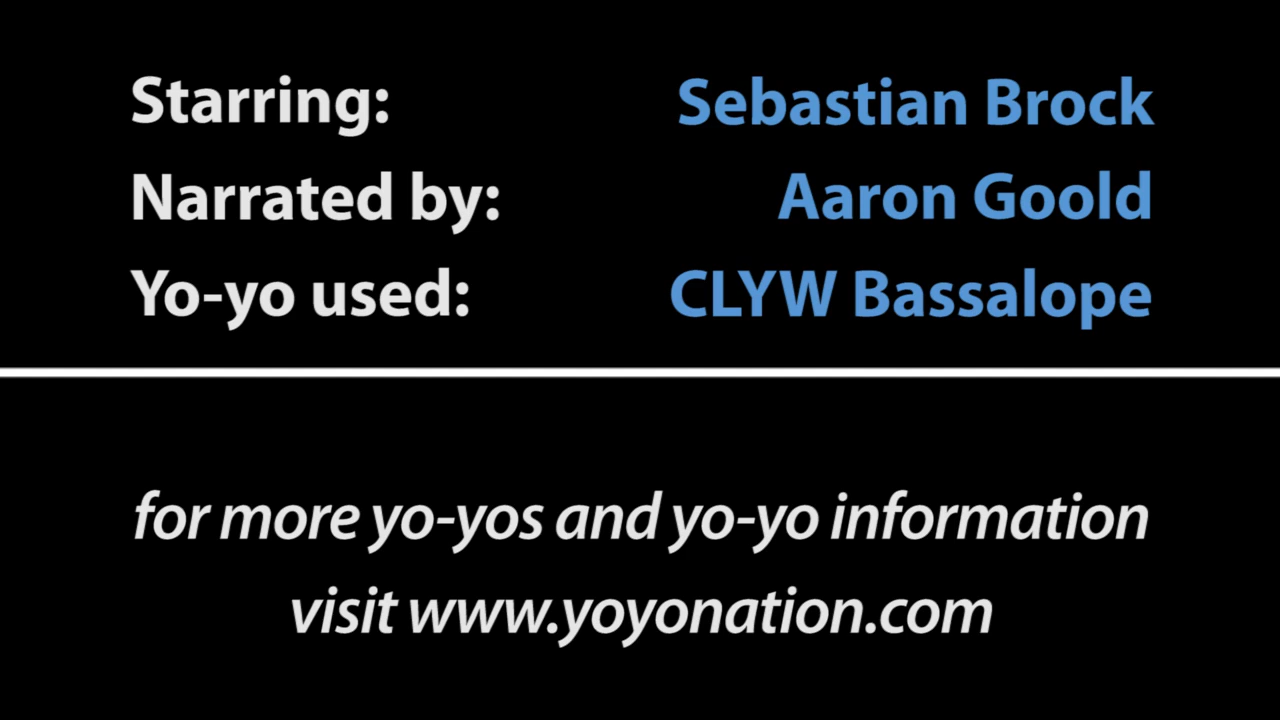 Starring: Sebastian Brock
Narrated by: Aaron Goold
Yo-yo used: CLYW Bassalope
for more yo-yos and yo-yo information
visit www.yoyonation.com